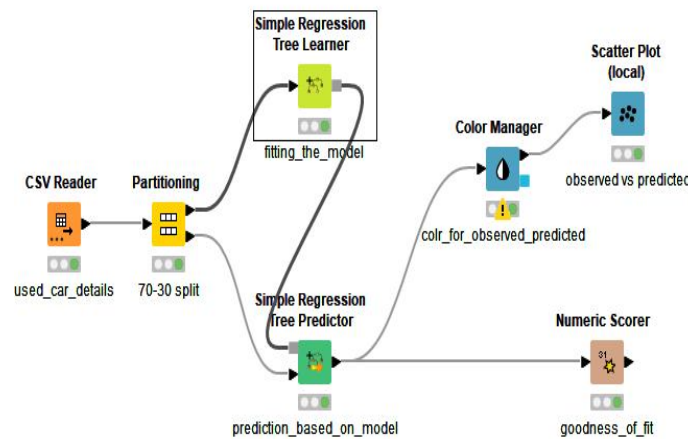 Simple Regression
Tree Learner
fitting_the_model
Scatter Plot
(local)
observed vs predicted
Color Manager
colr_for_observed_predicted
CSV Reader
used_car_details
Partitioning
70-30 split
Simple Regression
Tree Predictor
prediction_based_on_model
Numeric Scorer
31
goodness_of_fit